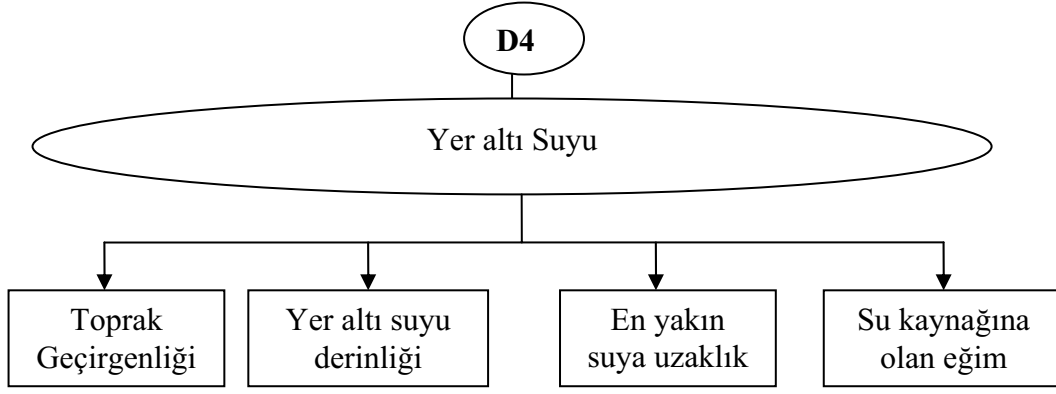 D4
Yer altı Suyu
Toprak
Geçirgenliği
Yer altı suyu
derinliği
En yakın
suya uzaklık
Su kaynağına
olan eğim